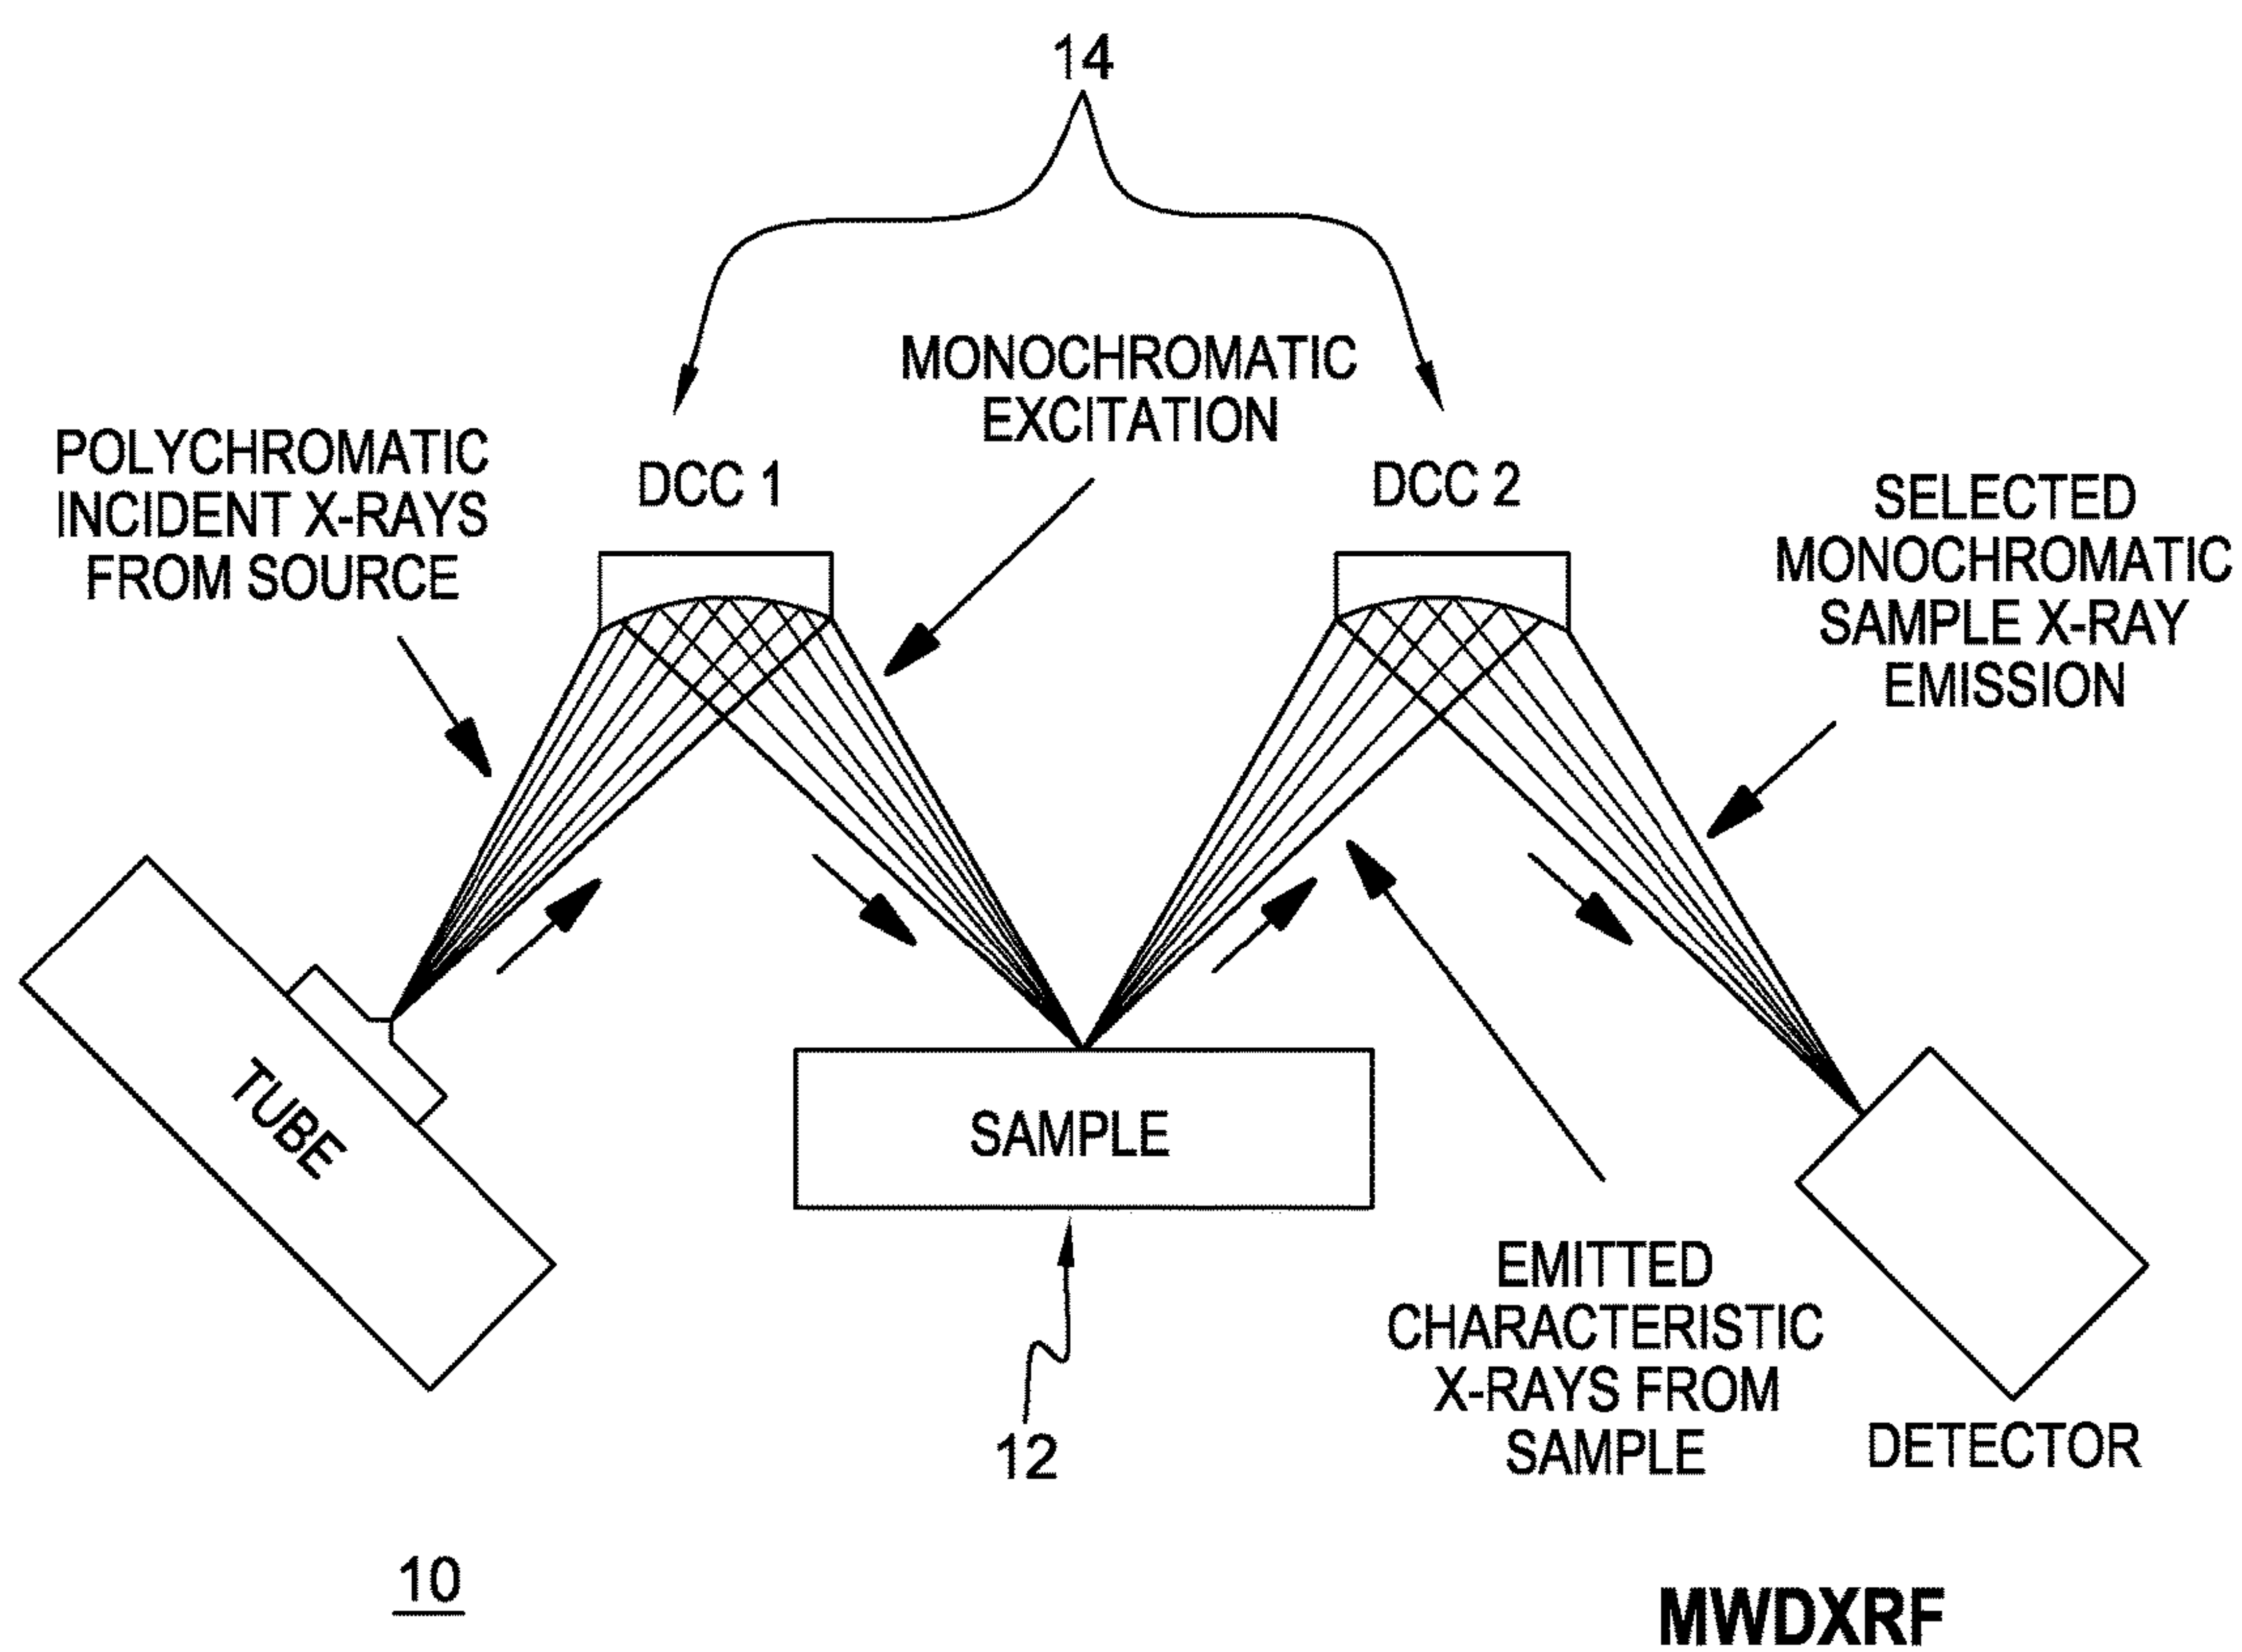 14
MONOCHROMATIC
EXCITATION
POLYCHROMATIC
INCIDENT X-RAYS
FROM SOURCE
DCC 1
DCC 2
SELECTED
MONOCHROMATIC
SAMPLE X-RAY
EMISSION
TUBE
SAMPLE
12
EMITTED
CHARACTERISTIC
X-RAYS FROM
SAMPLE
DETECTOR
10
MWDXRF